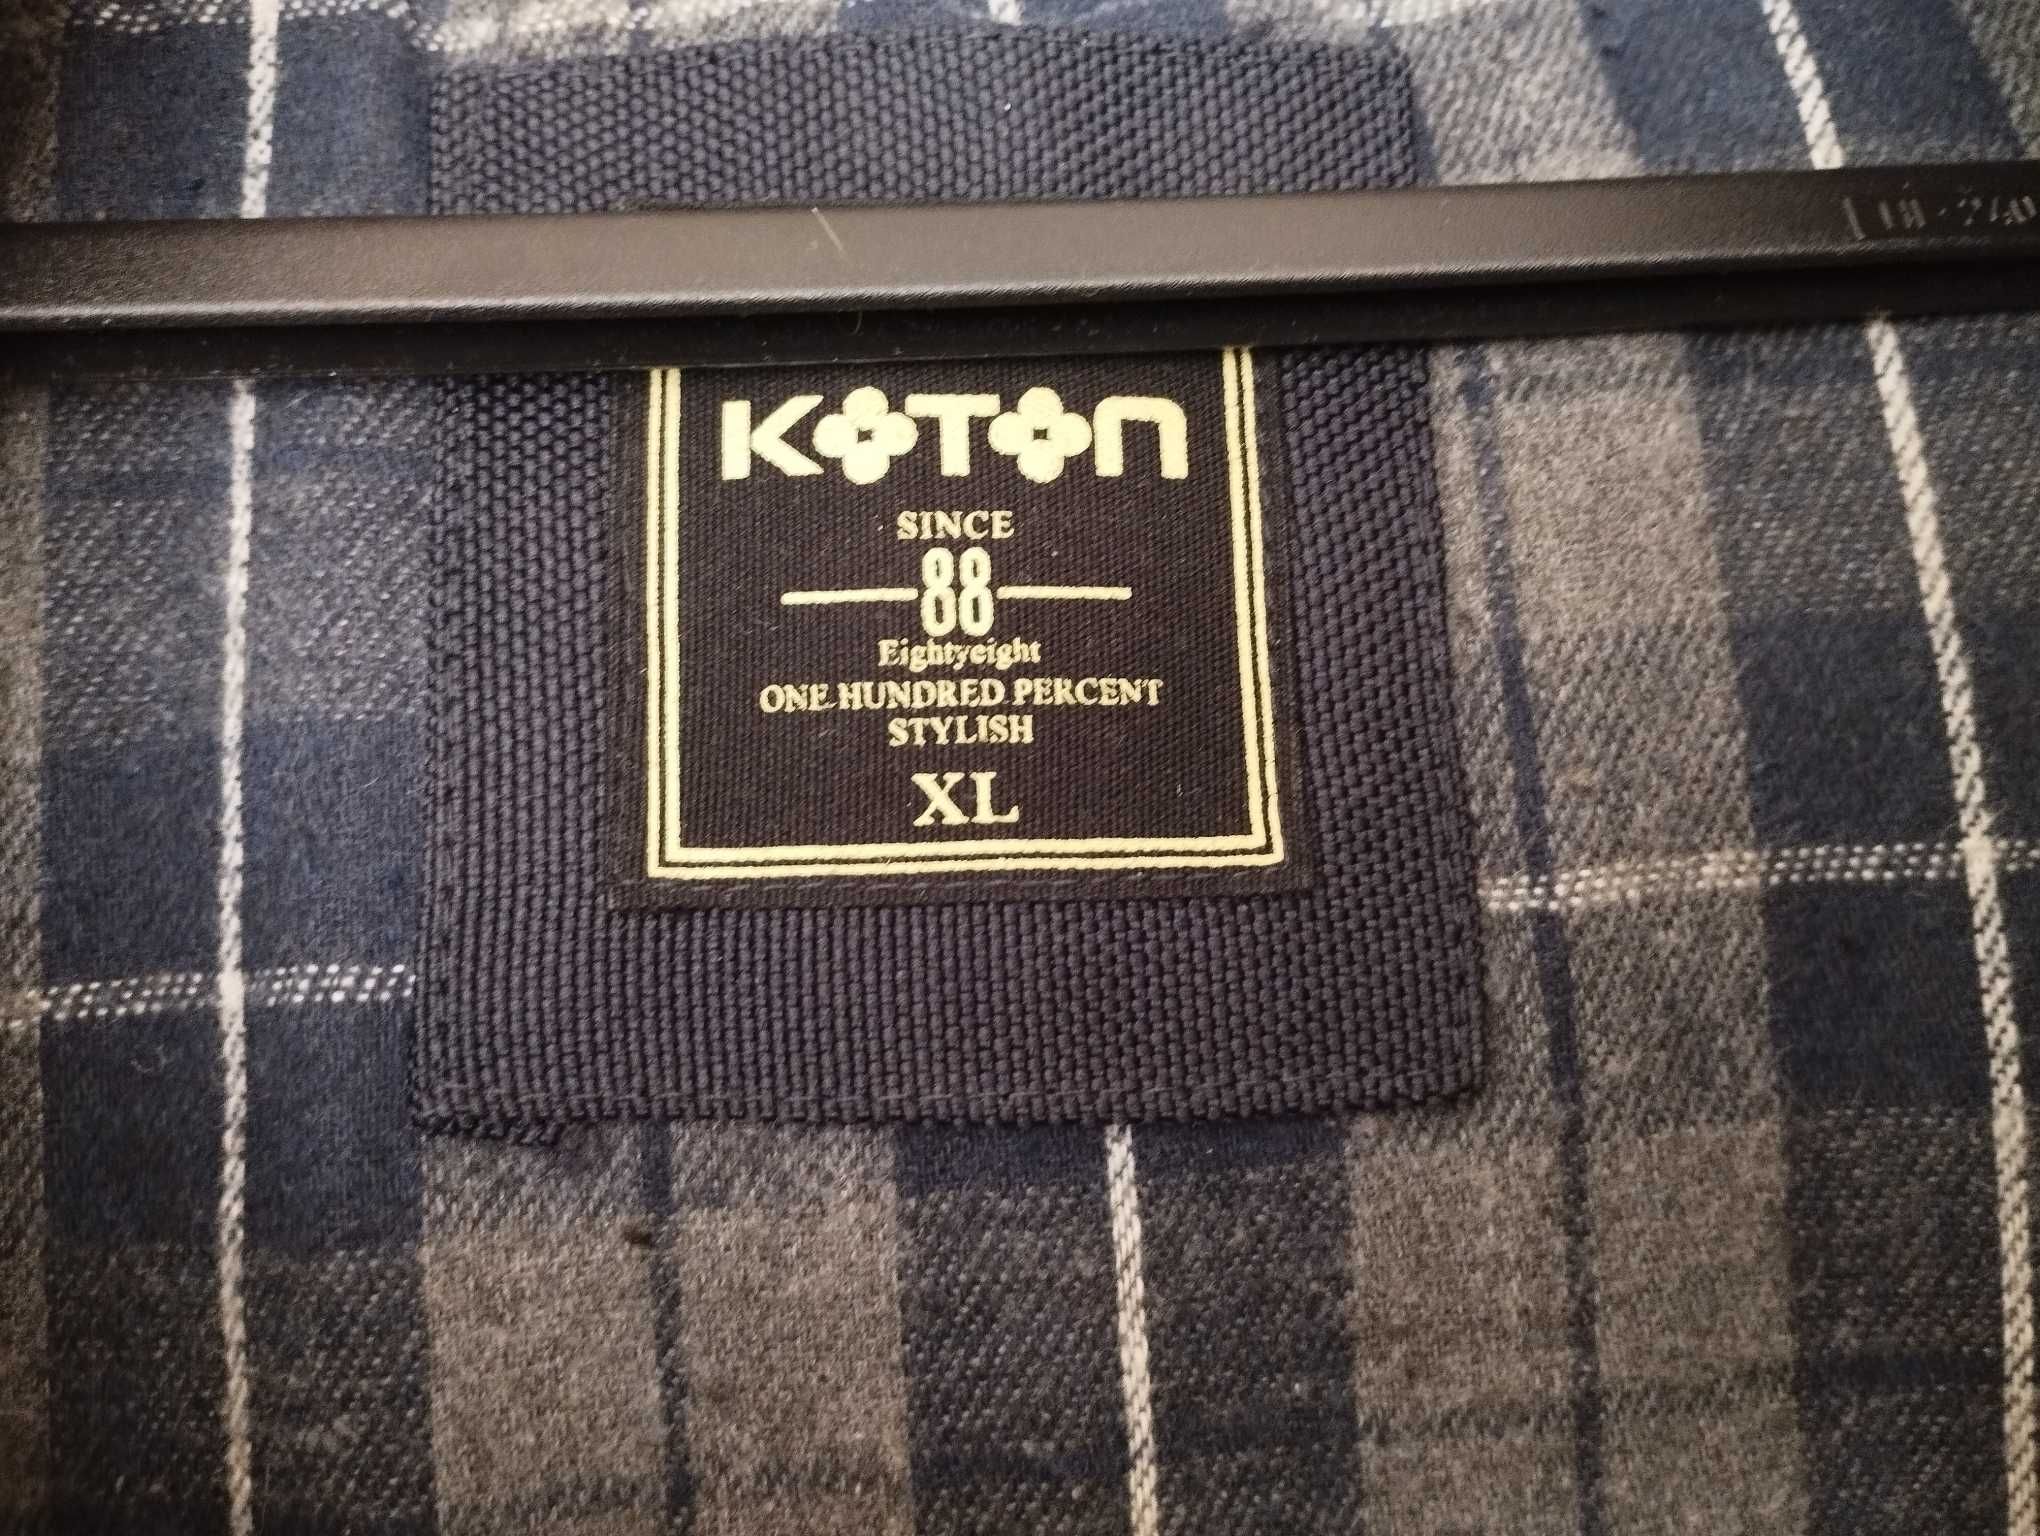 KOTON
SINCE
88
Eightyeight
ONE HUNDRED PERCENT
STYLISH
XL